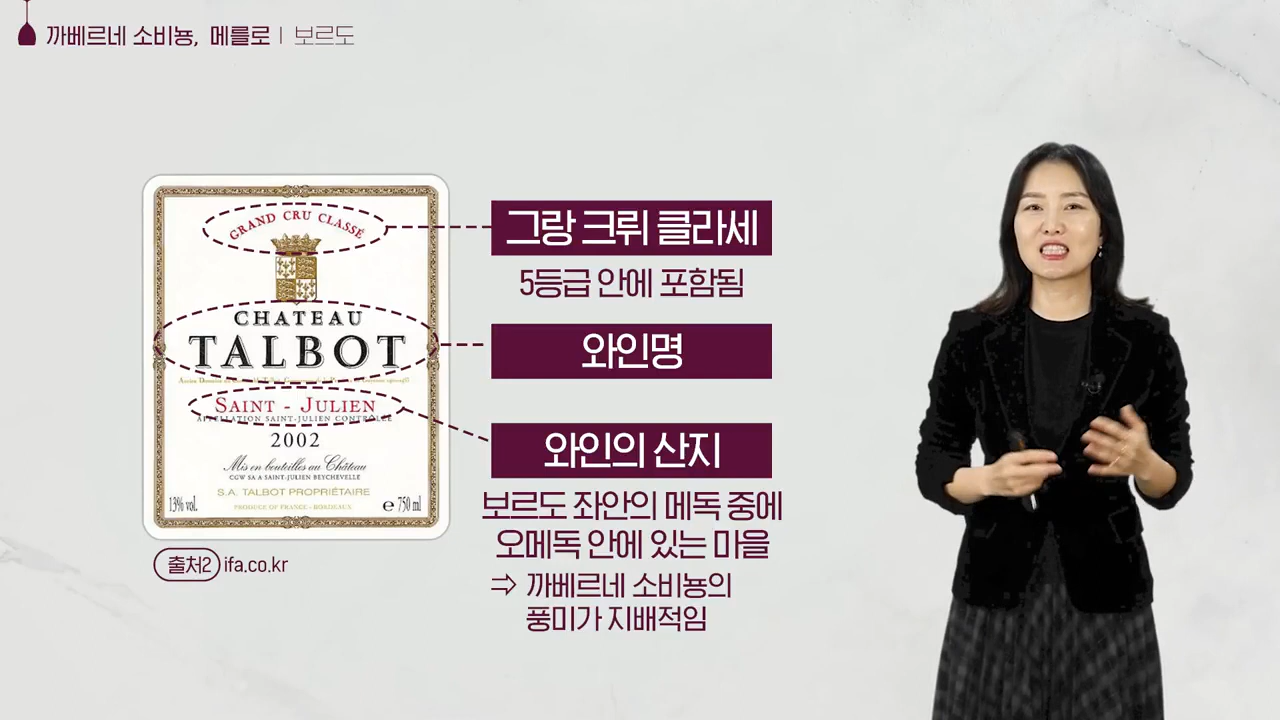 까베르네 소비뇽, 메를로 | 보르도
GRAND CRU CLASSÉ
CHATEAU
TALBOT
SAINT - JULIEN
APPELLATION SAINT-JULIEN CONTRÔLÉE
2002
Mis en bouteilles au Château
CGW SA A SAINT-JULIEN BEYCHEVELLE
S.A. TALBOT PROPRIÉTAIRE
13% vol.
PRODUCE OF FRANCE - BORDEAUX
e 750 ml
출처2 ifa.co.kr
그랑 크뤼 클라세
5등급 안에 포함됨
와인명
와인의 산지
보르도 좌안의 메독 중에
오메독 안에 있는 마을
⇒ 까베르네 소비뇽의
풍미가 지배적임